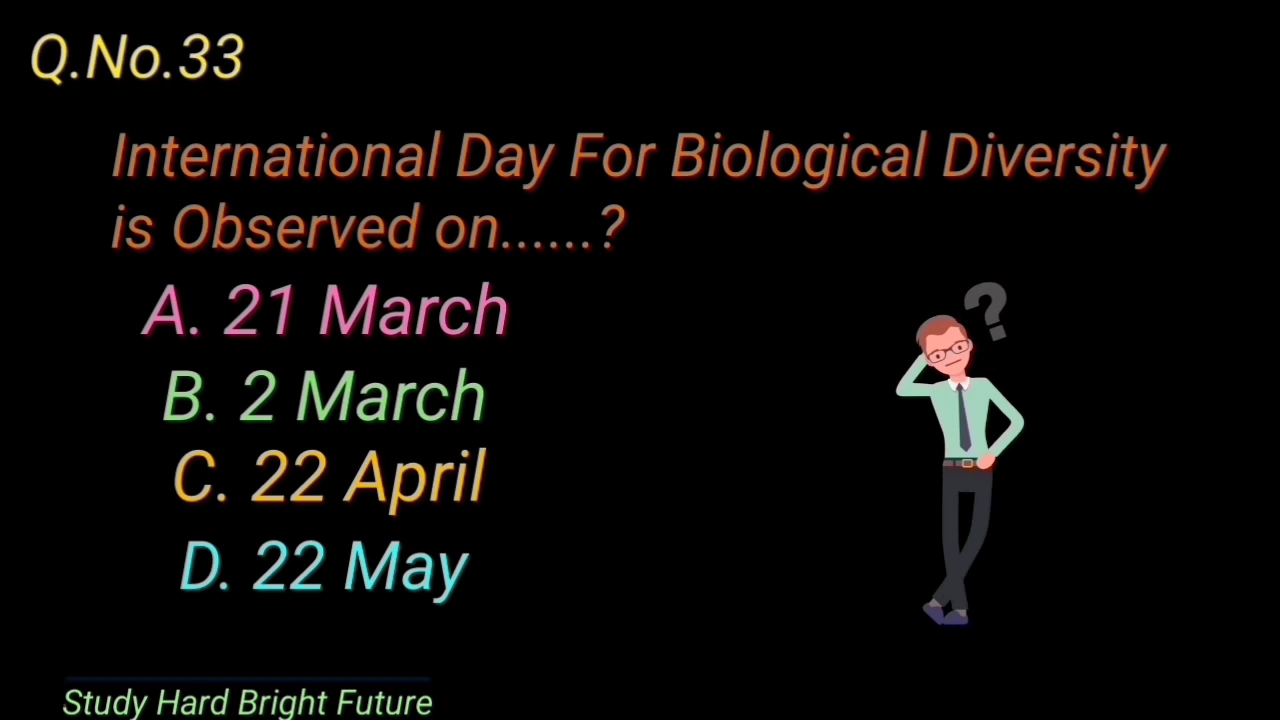 Q.No.33
International Day For Biological Diversity
is Observed on......?
A. 21 March
B. 2 March
C. 22 April
D. 22 May
?
Study Hard Bright Future